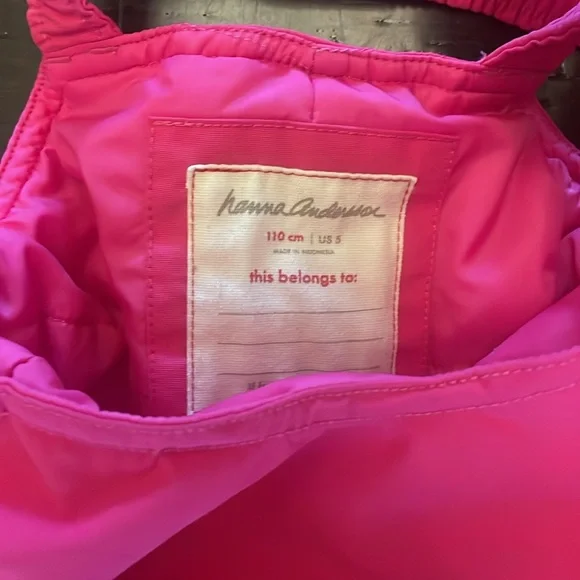 hanna andersson
110 cm | US 5
MADE IN INDONESIA
this belongs to: